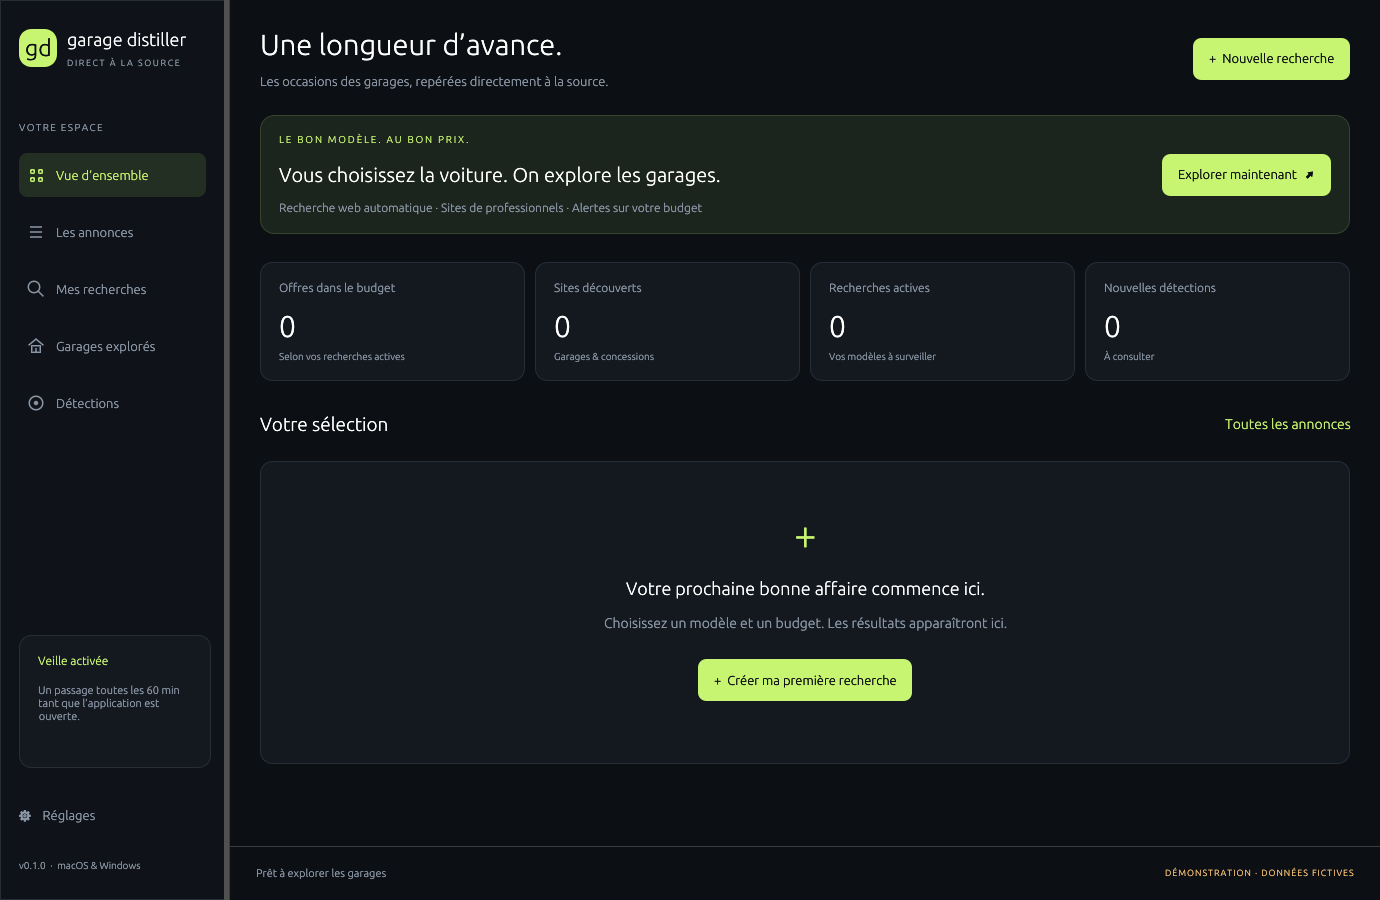 gd
garage distiller
DIRECT À LA SOURCE
VOTRE ESPACE
Vue d’ensemble
Les annonces
Mes recherches
Garages explorés
Détections
Veille activée
Un passage toutes les 60 min
tant que l’application est
ouverte.
Réglages
v0.1.0 · macOS & Windows
Une longueur d’avance.
Les occasions des garages, repérées directement à la source.
+ Nouvelle recherche
LE BON MODÈLE. AU BON PRIX.
Vous choisissez la voiture. On explore les garages.
Recherche web automatique · Sites de professionnels · Alertes sur votre budget
Explorer maintenant
Offres dans le budget
0
Selon vos recherches actives
Sites découverts
0
Garages & concessions
Recherches actives
0
Vos modèles à surveiller
Nouvelles détections
0
À consulter
Votre sélection
Toutes les annonces
+
Votre prochaine bonne affaire commence ici.
Choisissez un modèle et un budget. Les résultats apparaîtront ici.
+ Créer ma première recherche
Prêt à explorer les garages
DÉMONSTRATION · DONNÉES FICTIVES